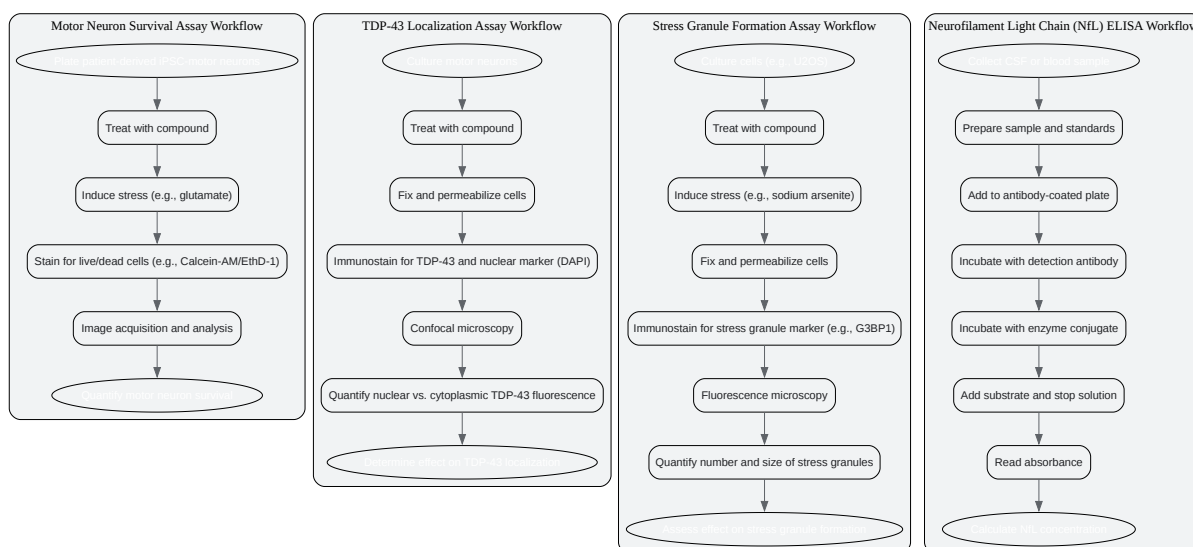 Motor Neuron Survival Assay Workflow
Plate patient-derived iPSC-motor neurons
Treat with compound
Induce stress (e.g., glutamate)
Stain for live/dead cells (e.g., Calcein-AM/EthD-1)
Image acquisition and analysis
Quantify motor neuron survival
TDP-43 Localization Assay Workflow
Culture motor neurons
Treat with compound
Fix and permeabilize cells
Immunostain for TDP-43 and nuclear marker (DAPI)
Confocal microscopy
Quantify nuclear vs. cytoplasmic TDP-43 fluorescence
Determine effect on TDP-43 localization
Stress Granule Formation Assay Workflow
Culture cells (e.g., U2OS)
Treat with compound
Induce stress (e.g., sodium arsenite)
Fix and permeabilize cells
Immunostain for stress granule marker (e.g., G3BP1)
Fluorescence microscopy
Quantify number and size of stress granules
Assess effect on stress granule formation
Neurofilament Light Chain (NfL) ELISA Workflow
Collect CSF or blood sample
Prepare sample and standards
Add to antibody-coated plate
Incubate with detection antibody
Incubate with enzyme conjugate
Add substrate and stop solution
Read absorbance
Calculate NfL concentration